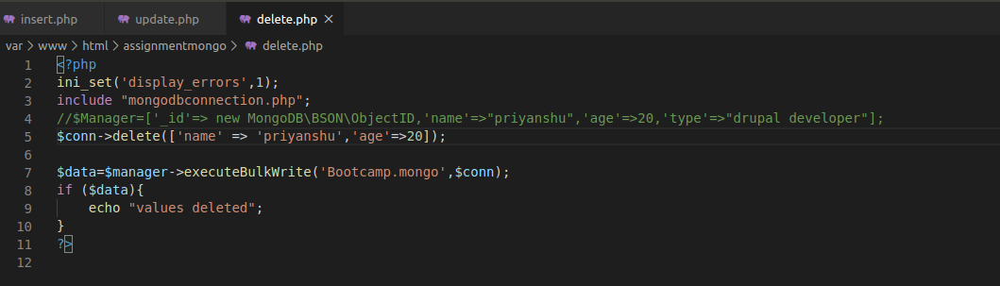 insert.php update.php delete.php
var > www > html > assignmentmongo > delete.php
1 <?php
2 ini_set('display_errors',1);
3 include "mongodbconnection.php";
4 //$Manager=['_id'=> new MongoDB\BSON\ObjectID,'name'=>"priyanshu",'age'=>20,'type'=>"drupal developer"];
5 $conn->delete(['name' => 'priyanshu','age'=>20]);
6
7 $data=$manager->executeBulkWrite('Bootcamp.mongo',$conn);
8 if ($data){
9 echo "values deleted";
10 }
11 ?>
12